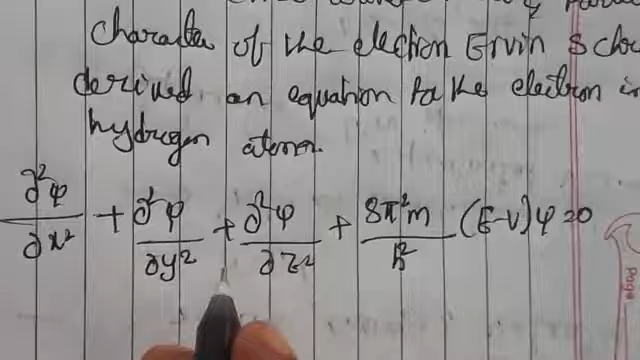 character of the electron Ervin
derived an equation for the electron in
hydrogen atom.
∂²ψ/∂x² + ∂²ψ/∂y² + ∂²ψ/∂z² + 8π²m/h² (E-V)ψ=0
Page